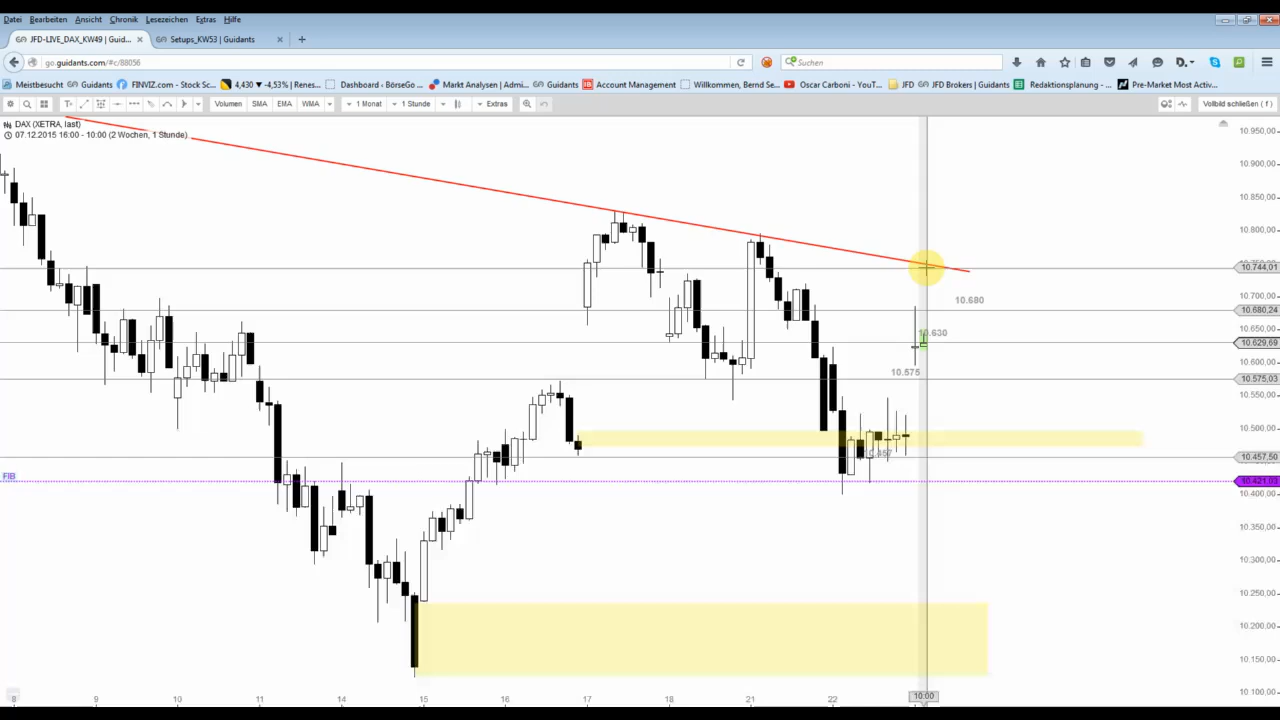 Datei Bearbeiten Ansicht Chronik Lesezeichen Extras Hilfe
JFD-LIVE_DAX_KW49 | Guid... × Setups_KW53 | Guidants × +
go.guidants.com/#c/88056 Suchen
Meistbesucht Guidants FINVIZ.com - Stock Sc... 4,430 ▼ -4,53% | Renes... Dashboard - BörseGo ... Markt Analysen | Admi... Guidants Account Management Willkommen, Bernd Se... Oscar Carboni - YouT... JFD JFD Brokers | Guidants Redaktionsplanung - ... Pre-Market Most Activ...
Volumen SMA EMA WMA 1 Monat 1 Stunde Extras Vollbild schließen ( f )
DAX (XETRA, last)
07.12.2015 16:00 - 10:00 (2 Wochen, 1 Stunde)
10.950,00
10.900,00
10.850,00
10.800,00
10.744,01
10.700,00
10.680
10.680,24
10.650,00
10.630
10.629,69
10.600,00
10.575
10.575,03
10.550,00
10.500,00
10.457
10.457,50
FIB
10.421,03
10.400,00
10.350,00
10.300,00
10.250,00
10.200,00
10.150,00
10.100,00
8 9 10 11 14 15 16 17 18 21 22 10:00